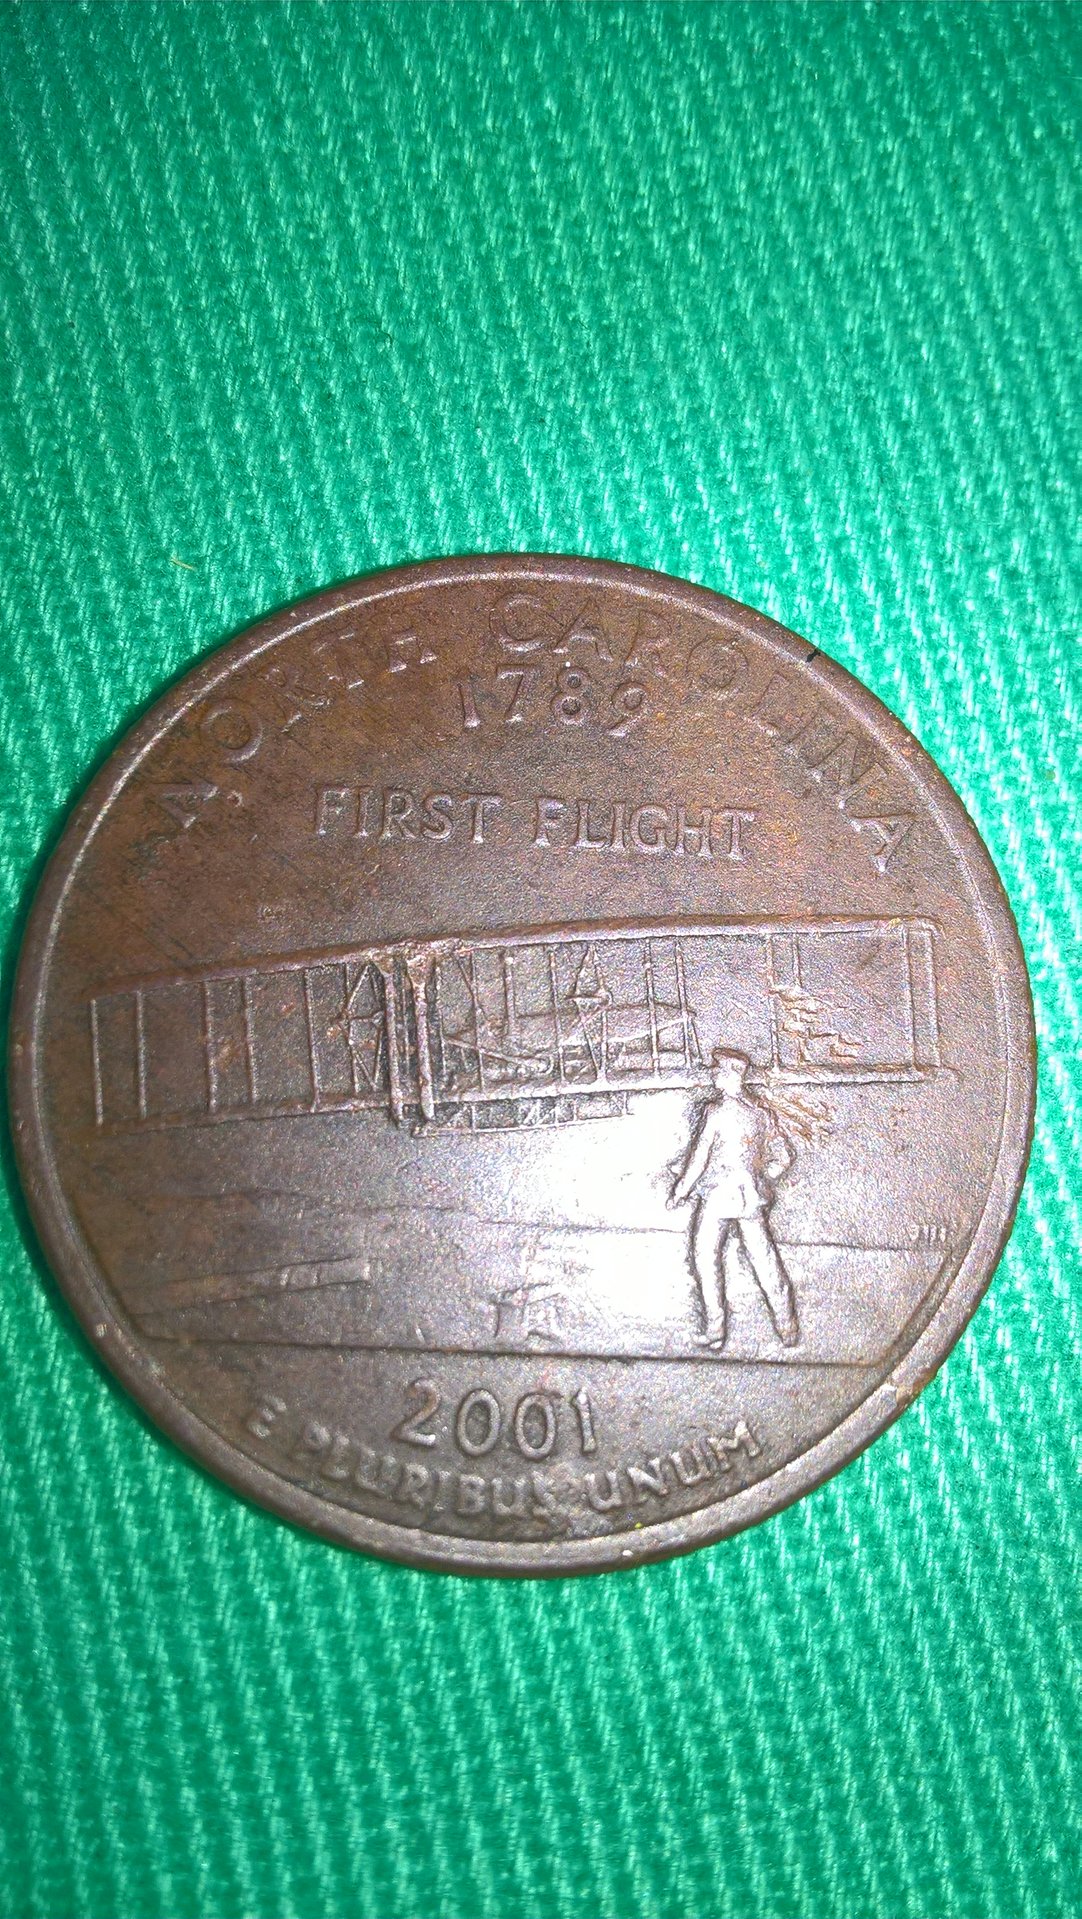 NORTH CAROLINA
1789
FIRST FLIGHT
2001
E PLURIBUS UNUM